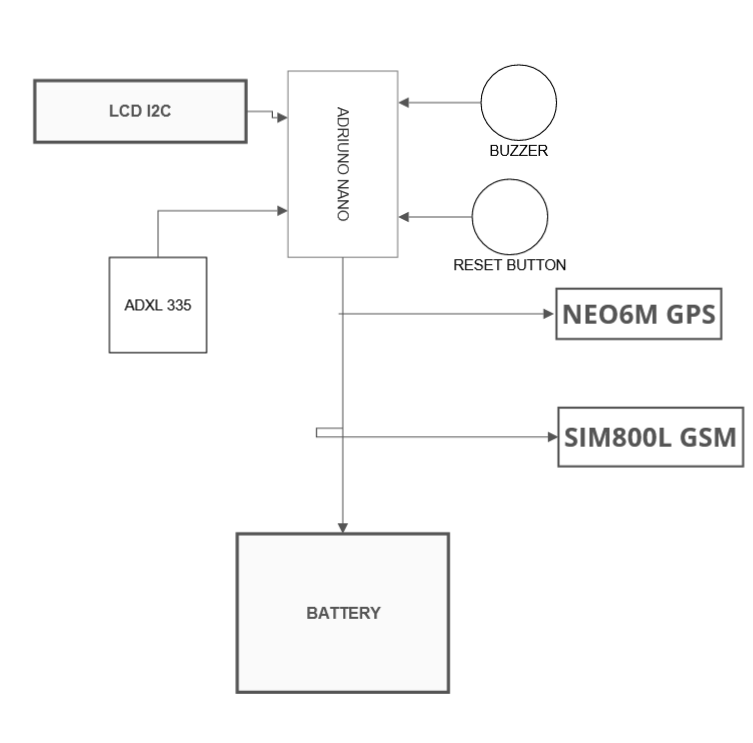 LCD I2C
ADRIUNO NANO
BUZZER
RESET BUTTON
ADXL 335
NEO6M GPS
SIM800L GSM
BATTERY